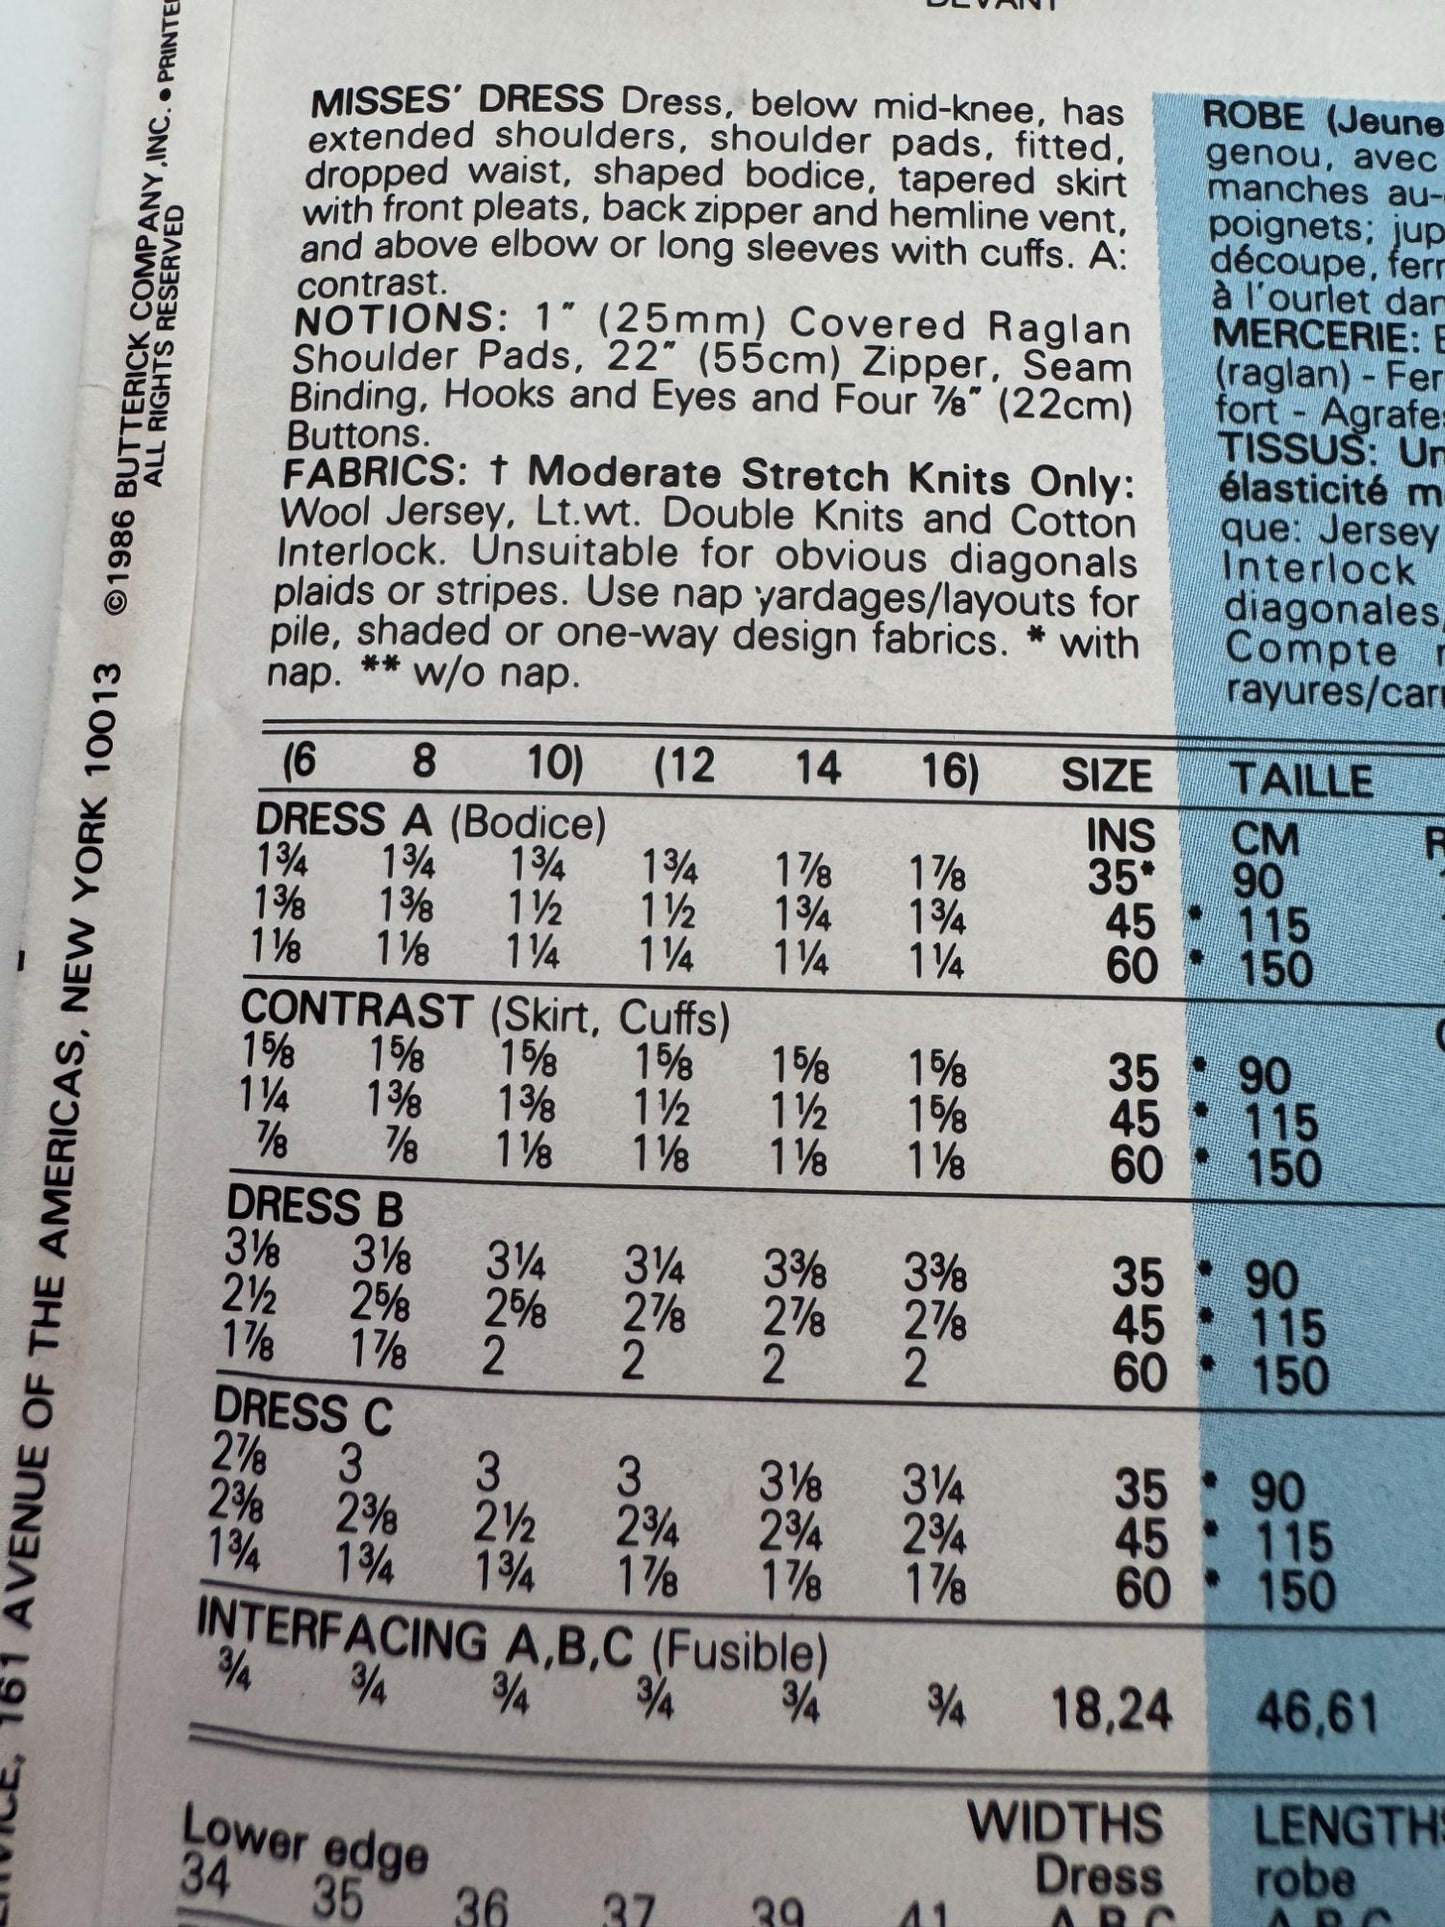 DEVANT
©1986 BUTTERICK COMPANY, INC. • PRINTE
ALL RIGHTS RESERVED
161 AVENUE OF THE AMERICAS, NEW YORK 10013
MISSES' DRESS Dress, below mid-knee, has
extended shoulders, shoulder pads, fitted,
dropped waist, shaped bodice, tapered skirt
with front pleats, back zipper and hemline vent,
and above elbow or long sleeves with cuffs. A:
contrast.
NOTIONS: 1″ (25mm) Covered Raglan
Shoulder Pads, 22″ (55cm) Zipper, Seam
Binding, Hooks and Eyes and Four ⅞″ (22cm)
Buttons.
FABRICS: † Moderate Stretch Knits Only:
Wool Jersey, Lt.wt. Double Knits and Cotton
Interlock. Unsuitable for obvious diagonals
plaids or stripes. Use nap yardages/layouts for
pile, shaded or one-way design fabrics. * with
nap. ** w/o nap.
ROBE (Jeune
genou, avec
manches au-
poignets; jup
découpe, ferr
à l'ourlet dan
MERCERIE: E
(raglan) - Fer
fort - Agrafes
TISSUS: Un
élasticité m
que: Jersey
Interlock
diagonales,
Compte
rayures/carr
(6 8 10) (12 14 16) SIZE TAILLE
DRESS A (Bodice) INS CM
1¾ 1¾ 1¾ 1¾ 1⅞ 1⅞ 35* 90
1⅜ 1⅜ 1½ 1½ 1¾ 1¾ 45 * 115
1⅛ 1⅛ 1¼ 1¼ 1¼ 1¼ 60 * 150
CONTRAST (Skirt, Cuffs)
1⅝ 1⅝ 1⅝ 1⅝ 1⅝ 1⅝ 35 * 90
1¼ 1⅜ 1⅜ 1½ 1½ 1⅝ 45 * 115
⅞ ⅞ 1⅛ 1⅛ 1⅛ 1⅛ 60 * 150
DRESS B
3⅛ 3⅛ 3¼ 3¼ 3⅜ 3⅜ 35 * 90
2½ 2⅝ 2⅝ 2⅞ 2⅞ 2⅞ 45 * 115
1⅞ 1⅞ 2 2 2 2 60 * 150
DRESS C
2⅞ 3 3 3 3⅛ 3¼ 35 * 90
2⅜ 2⅜ 2½ 2¾ 2¾ 2¾ 45 * 115
1¾ 1¾ 1¾ 1⅞ 1⅞ 1⅞ 60 * 150
INTERFACING A,B,C (Fusible)
¾ ¾ ¾ ¾ ¾ ¾ 18,24 46,61
WIDTHS LENGTHS
Lower edge Dress robe
34 35 36 37 39 41 A B C A B C